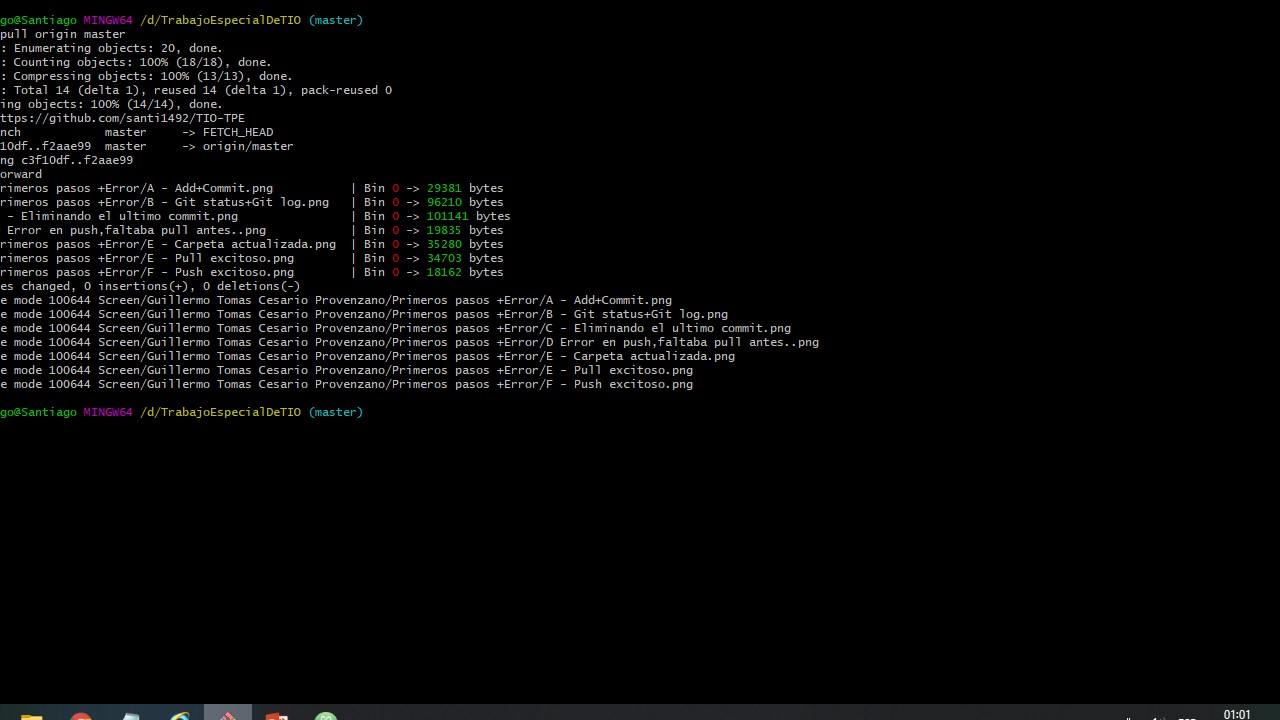 go@Santiago MINGW64 /d/TrabajoEspecialDeTIO (master)
pull origin master
: Enumerating objects: 20, done.
: Counting objects: 100% (18/18), done.
: Compressing objects: 100% (13/13), done.
: Total 14 (delta 1), reused 14 (delta 1), pack-reused 0
ing objects: 100% (14/14), done.
ttps://github.com/santi1492/TIO-TPE
nch            master     -> FETCH_HEAD
10df..f2aae99  master     -> origin/master
ng c3f10df..f2aae99
orward
rimeros pasos +Error/A - Add+Commit.png           | Bin 0 -> 29381 bytes
rimeros pasos +Error/B - Git status+Git log.png   | Bin 0 -> 96210 bytes
 - Eliminando el ultimo commit.png                | Bin 0 -> 101141 bytes
 Error en push,faltaba pull antes..png            | Bin 0 -> 19835 bytes
rimeros pasos +Error/E - Carpeta actualizada.png  | Bin 0 -> 35280 bytes
rimeros pasos +Error/E - Pull excitoso.png        | Bin 0 -> 34703 bytes
rimeros pasos +Error/F - Push excitoso.png        | Bin 0 -> 18162 bytes
es changed, 0 insertions(+), 0 deletions(-)
e mode 100644 Screen/Guillermo Tomas Cesario Provenzano/Primeros pasos +Error/A - Add+Commit.png
e mode 100644 Screen/Guillermo Tomas Cesario Provenzano/Primeros pasos +Error/B - Git status+Git log.png
e mode 100644 Screen/Guillermo Tomas Cesario Provenzano/Primeros pasos +Error/C - Eliminando el ultimo commit.png
e mode 100644 Screen/Guillermo Tomas Cesario Provenzano/Primeros pasos +Error/D Error en push,faltaba pull antes..png
e mode 100644 Screen/Guillermo Tomas Cesario Provenzano/Primeros pasos +Error/E - Carpeta actualizada.png
e mode 100644 Screen/Guillermo Tomas Cesario Provenzano/Primeros pasos +Error/E - Pull excitoso.png
e mode 100644 Screen/Guillermo Tomas Cesario Provenzano/Primeros pasos +Error/F - Push excitoso.png
go@Santiago MINGW64 /d/TrabajoEspecialDeTIO (master)
01:01